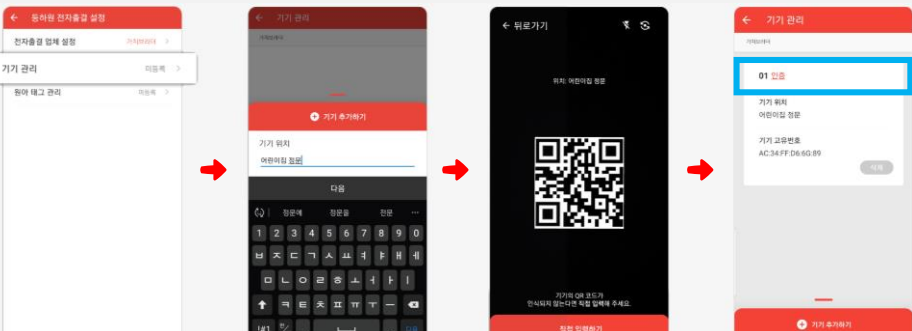 ← 등하원 전자출결 설정
전자출결 업체 설정
기기 관리 미등록 >
원아 태그 관리 미등록 >
← 기기 관리
기기 추가하기
기기 위치
어린이집 정문
다음
정문에 정문을 전문 ...
1 2 3 4 5 6 7 8 9 0
ㅂ ㅈ ㄷ ㄱ ㅅ ㅛ ㅕ ㅑ ㅐ ㅔ
ㅁ ㄴ ㅇ ㄹ ㅎ ㅗ ㅓ ㅏ ㅣ
ㅋ ㅌ ㅊ ㅍ ㅠ ㅜ ㅡ
!#1
다음
← 뒤로가기
위치: 어린이집 정문
기기의 QR 코드가
인식되지 않는다면 직접 입력해 주세요.
직접 입력하기
← 기기 관리
01 인증
기기 위치
어린이집 정문
기기 고유번호
AC:34:FF:D6:6G:89
삭제
기기 추가하기